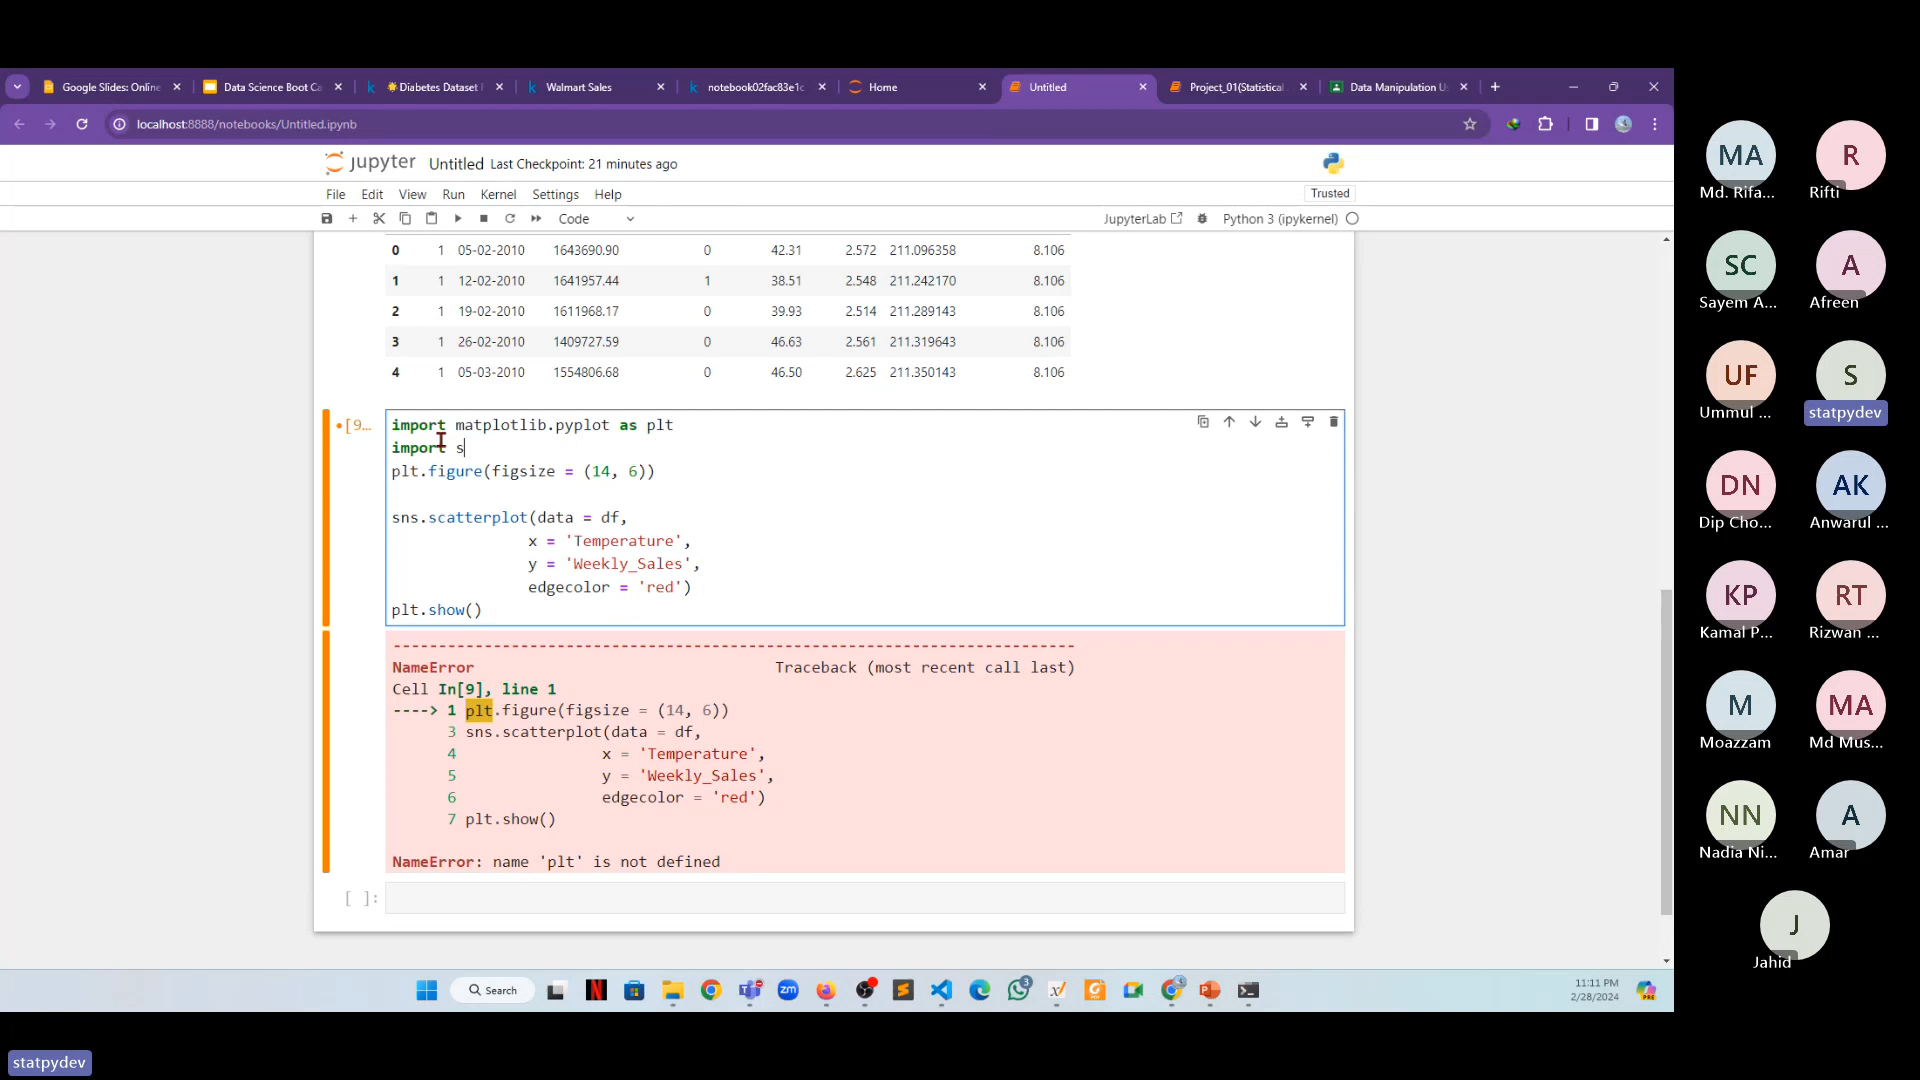 Google Slides: Online
Data Science Boot Ca
Diabetes Dataset
Walmart Sales
notebook02fac83e1c
Home
Untitled
Project_01(Statistical
Data Manipulation U
localhost:8888/notebooks/Untitled.ipynb
jupyter Untitled Last Checkpoint: 21 minutes ago
File Edit View Run Kernel Settings Help
Trusted
Code
JupyterLab
Python 3 (ipykernel)
0 1 05-02-2010 1643690.90 0 42.31 2.572 211.096358 8.106
1 1 12-02-2010 1641957.44 1 38.51 2.548 211.242170 8.106
2 1 19-02-2010 1611968.17 0 39.93 2.514 211.289143 8.106
3 1 26-02-2010 1409727.59 0 46.63 2.561 211.319643 8.106
4 1 05-03-2010 1554806.68 0 46.50 2.625 211.350143 8.106
[9...
import matplotlib.pyplot as plt
import s
plt.figure(figsize = (14, 6))
sns.scatterplot(data = df,
x = 'Temperature',
y = 'Weekly_Sales',
edgecolor = 'red')
plt.show()
---------------------------------------------------------------------------
NameError Traceback (most recent call last)
Cell In[9], line 1
----> 1 plt.figure(figsize = (14, 6))
3 sns.scatterplot(data = df,
4 x = 'Temperature',
5 y = 'Weekly_Sales',
6 edgecolor = 'red')
7 plt.show()
NameError: name 'plt' is not defined
[ ]:
Search
zm
3
11:11 PM
2/28/2024
PRE
MA
Md. Rifa...
R
Rifti
SC
Sayem A...
A
Afreen
UF
Ummul ...
S
statpydev
DN
Dip Cho...
AK
Anwarul ...
KP
Kamal P...
RT
Rizwan ...
M
Moazzam
MA
Md Mus...
NN
Nadia Ni...
A
Amar
J
Jahid
statpydev